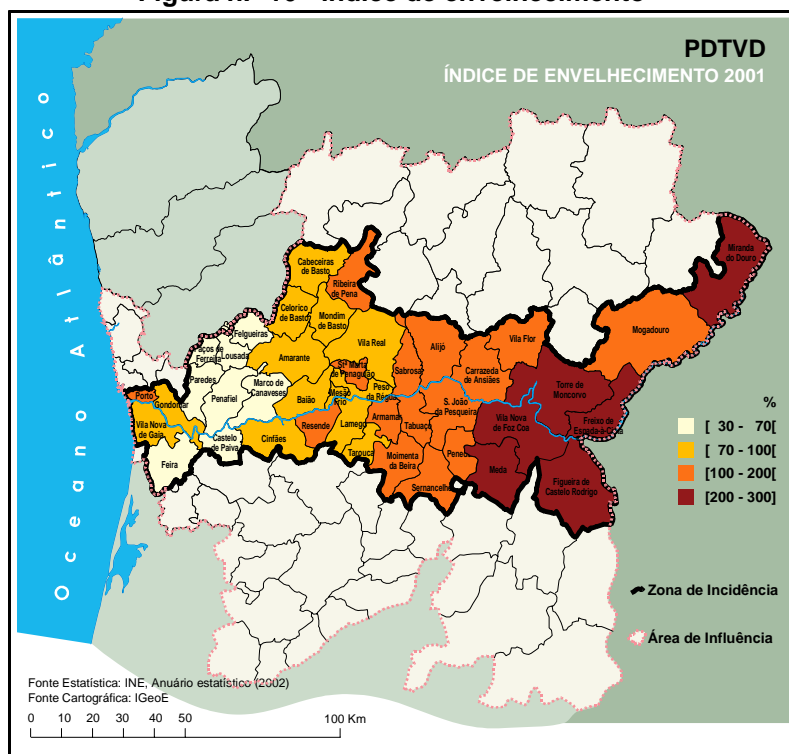 PDTVD
ÍNDICE DE ENVELHECIMENTO 2001
Oceano Atlântico
Miranda
do Douro
Cabeceiras
de Basto
Ribeira
de Pena
Mogadouro
Celorico
de Basto
Mondim
de Basto
Felgueiras
Vila Real
Alijó
Vila Flor
Paços de
Ferreira
Lousada
Amarante
Stª Marta
de Penaguião
Sabrosa
Carrazeda
de Ansiães
Paredes
Marco de
Canaveses
Torre de
Moncorvo
Porto
Gondomar
Penafiel
Baião
Mesão
Frio
Peso
da Régua
S. João
da Pesqueira
Vila Nova
de Gaia
Castelo
de Paiva
Cinfães
Resende
Lamego
Armamar
Tabuaço
Vila Nova
de Foz Coa
Freixo de
Espada-à-Cinta
Feira
Tarouca
Moimenta
da Beira
Penedono
Sernancelhe
Meda
Figueira de
Castelo Rodrigo
%
[ 30 - 70[
[ 70 - 100[
[100 - 200[
[200 - 300]
Zona de Incidência
Área de Influência
Fonte Estatística: INE, Anuário estatístico (2002)
Fonte Cartográfica: IGeoE
0 10 20 30 40 50 100 Km